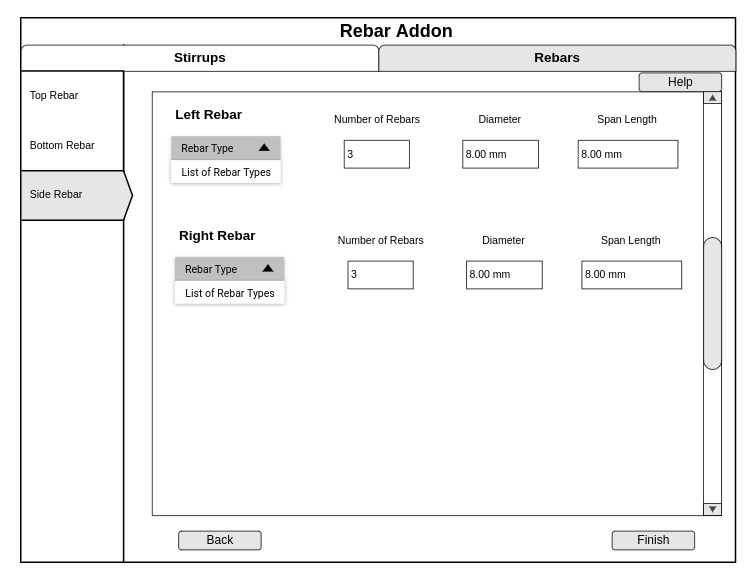 Rebar Addon
Stirrups
Rebars
Help
Top Rebar
Bottom Rebar
Side Rebar
Left Rebar
Number of Rebars
Diameter
Span Length
Rebar Type
3
8.00 mm
8.00 mm
List of Rebar Types
Right Rebar
Number of Rebars
Diameter
Span Length
Rebar Type
3
8.00 mm
8.00 mm
List of Rebar Types
Back
Finish